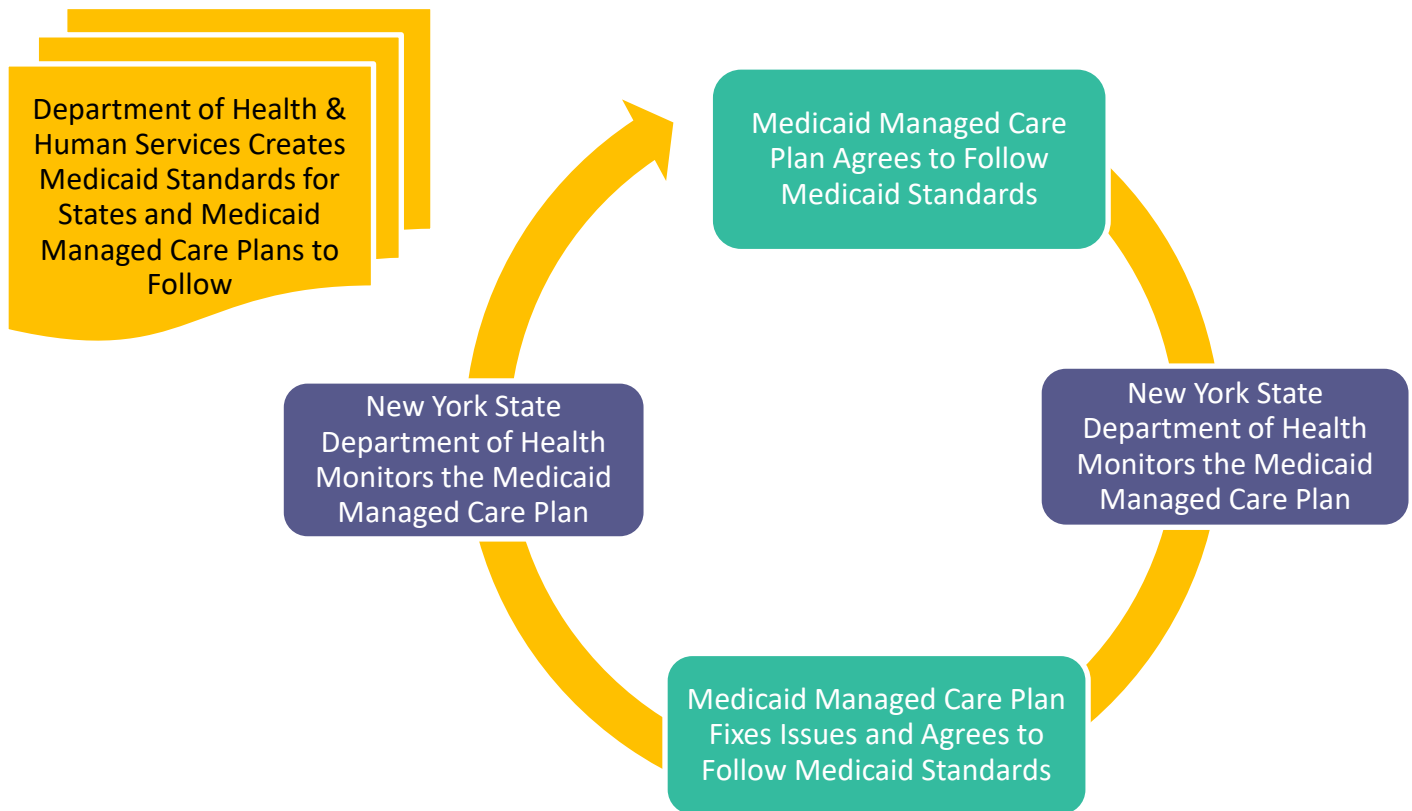 Department of Health &
Human Services Creates
Medicaid Standards for
States and Medicaid
Managed Care Plans to
Follow
Medicaid Managed Care
Plan Agrees to Follow
Medicaid Standards
New York State
Department of Health
Monitors the Medicaid
Managed Care Plan
Medicaid Managed Care Plan
Fixes Issues and Agrees to
Follow Medicaid Standards
New York State
Department of Health
Monitors the Medicaid
Managed Care Plan